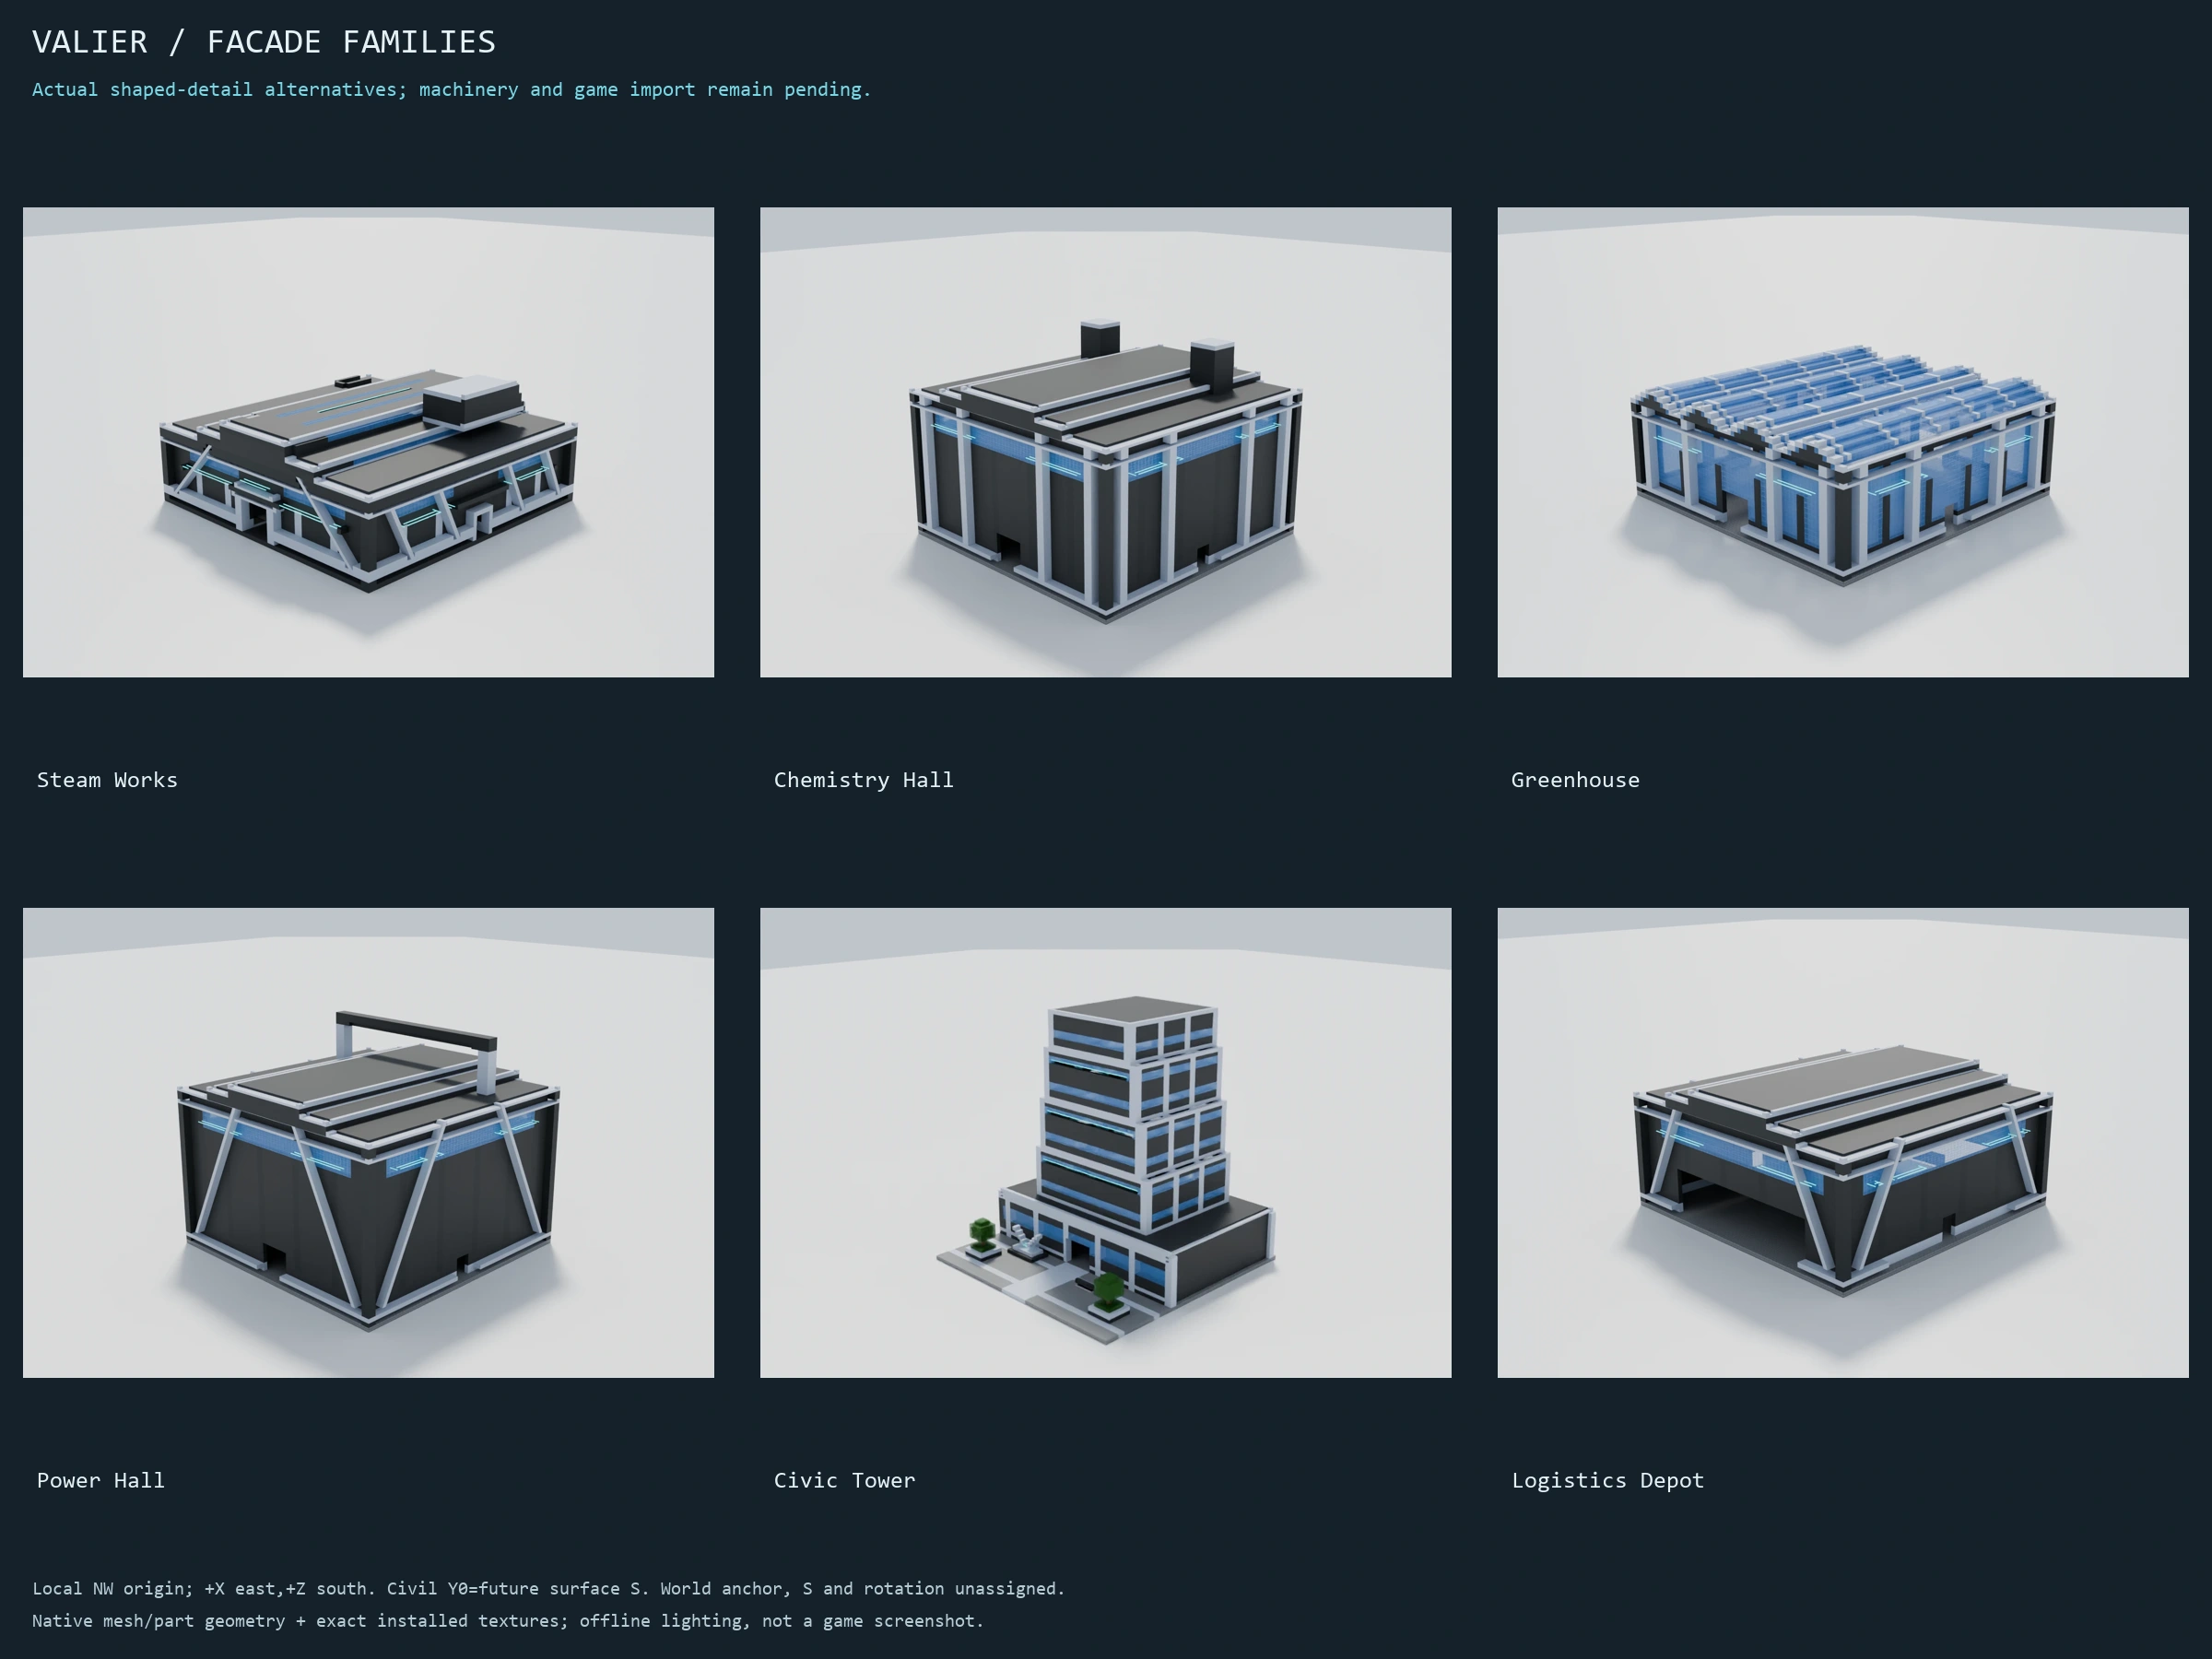 VALIER / FACADE FAMILIES
Actual shaped-detail alternatives; machinery and game import remain pending.
Steam Works
Chemistry Hall
Greenhouse
Power Hall
Civic Tower
Logistics Depot
Local NW origin; +X east,+Z south. Civil Y0=future surface S. World anchor, S and rotation unassigned.
Native mesh/part geometry + exact installed textures; offline lighting, not a game screenshot.